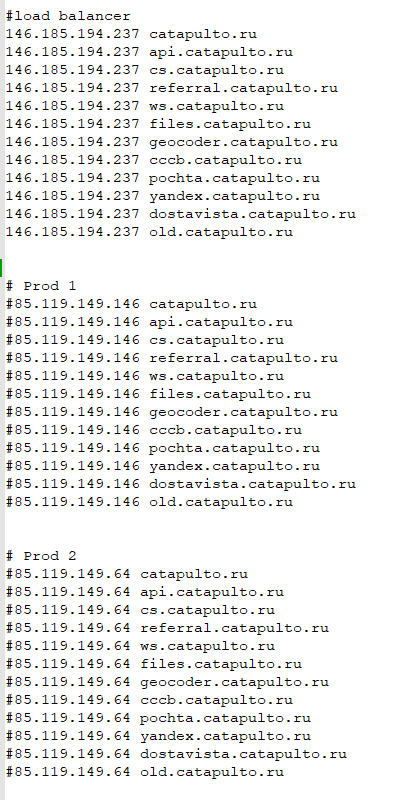 #load balancer
146.185.194.237 catapulto.ru
146.185.194.237 api.catapulto.ru
146.185.194.237 cs.catapulto.ru
146.185.194.237 referral.catapulto.ru
146.185.194.237 ws.catapulto.ru
146.185.194.237 files.catapulto.ru
146.185.194.237 geocoder.catapulto.ru
146.185.194.237 cccb.catapulto.ru
146.185.194.237 pochta.catapulto.ru
146.185.194.237 yandex.catapulto.ru
146.185.194.237 dostavista.catapulto.ru
146.185.194.237 old.catapulto.ru
# Prod 1
#85.119.149.146 catapulto.ru
#85.119.149.146 api.catapulto.ru
#85.119.149.146 cs.catapulto.ru
#85.119.149.146 referral.catapulto.ru
#85.119.149.146 ws.catapulto.ru
#85.119.149.146 files.catapulto.ru
#85.119.149.146 geocoder.catapulto.ru
#85.119.149.146 cccb.catapulto.ru
#85.119.149.146 pochta.catapulto.ru
#85.119.149.146 yandex.catapulto.ru
#85.119.149.146 dostavista.catapulto.ru
#85.119.149.146 old.catapulto.ru
# Prod 2
#85.119.149.64 catapulto.ru
#85.119.149.64 api.catapulto.ru
#85.119.149.64 cs.catapulto.ru
#85.119.149.64 referral.catapulto.ru
#85.119.149.64 ws.catapulto.ru
#85.119.149.64 files.catapulto.ru
#85.119.149.64 geocoder.catapulto.ru
#85.119.149.64 cccb.catapulto.ru
#85.119.149.64 pochta.catapulto.ru
#85.119.149.64 yandex.catapulto.ru
#85.119.149.64 dostavista.catapulto.ru
#85.119.149.64 old.catapulto.ru